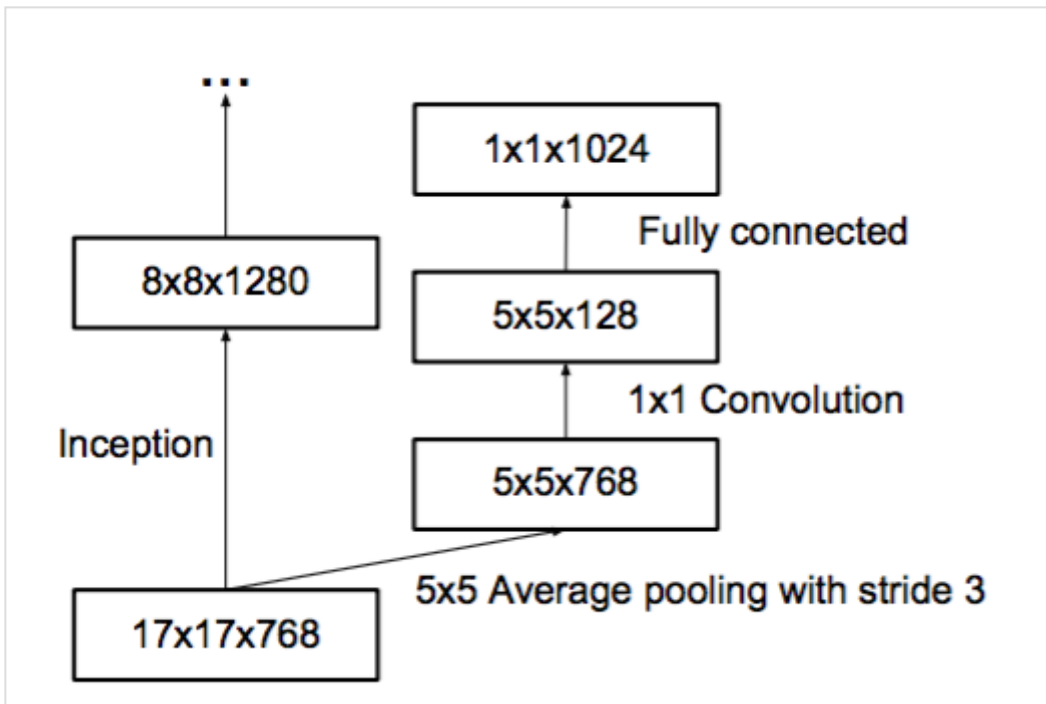 ...
1x1x1024
Fully connected
8x8x1280
5x5x128
1x1 Convolution
Inception
5x5x768
5x5 Average pooling with stride 3
17x17x768